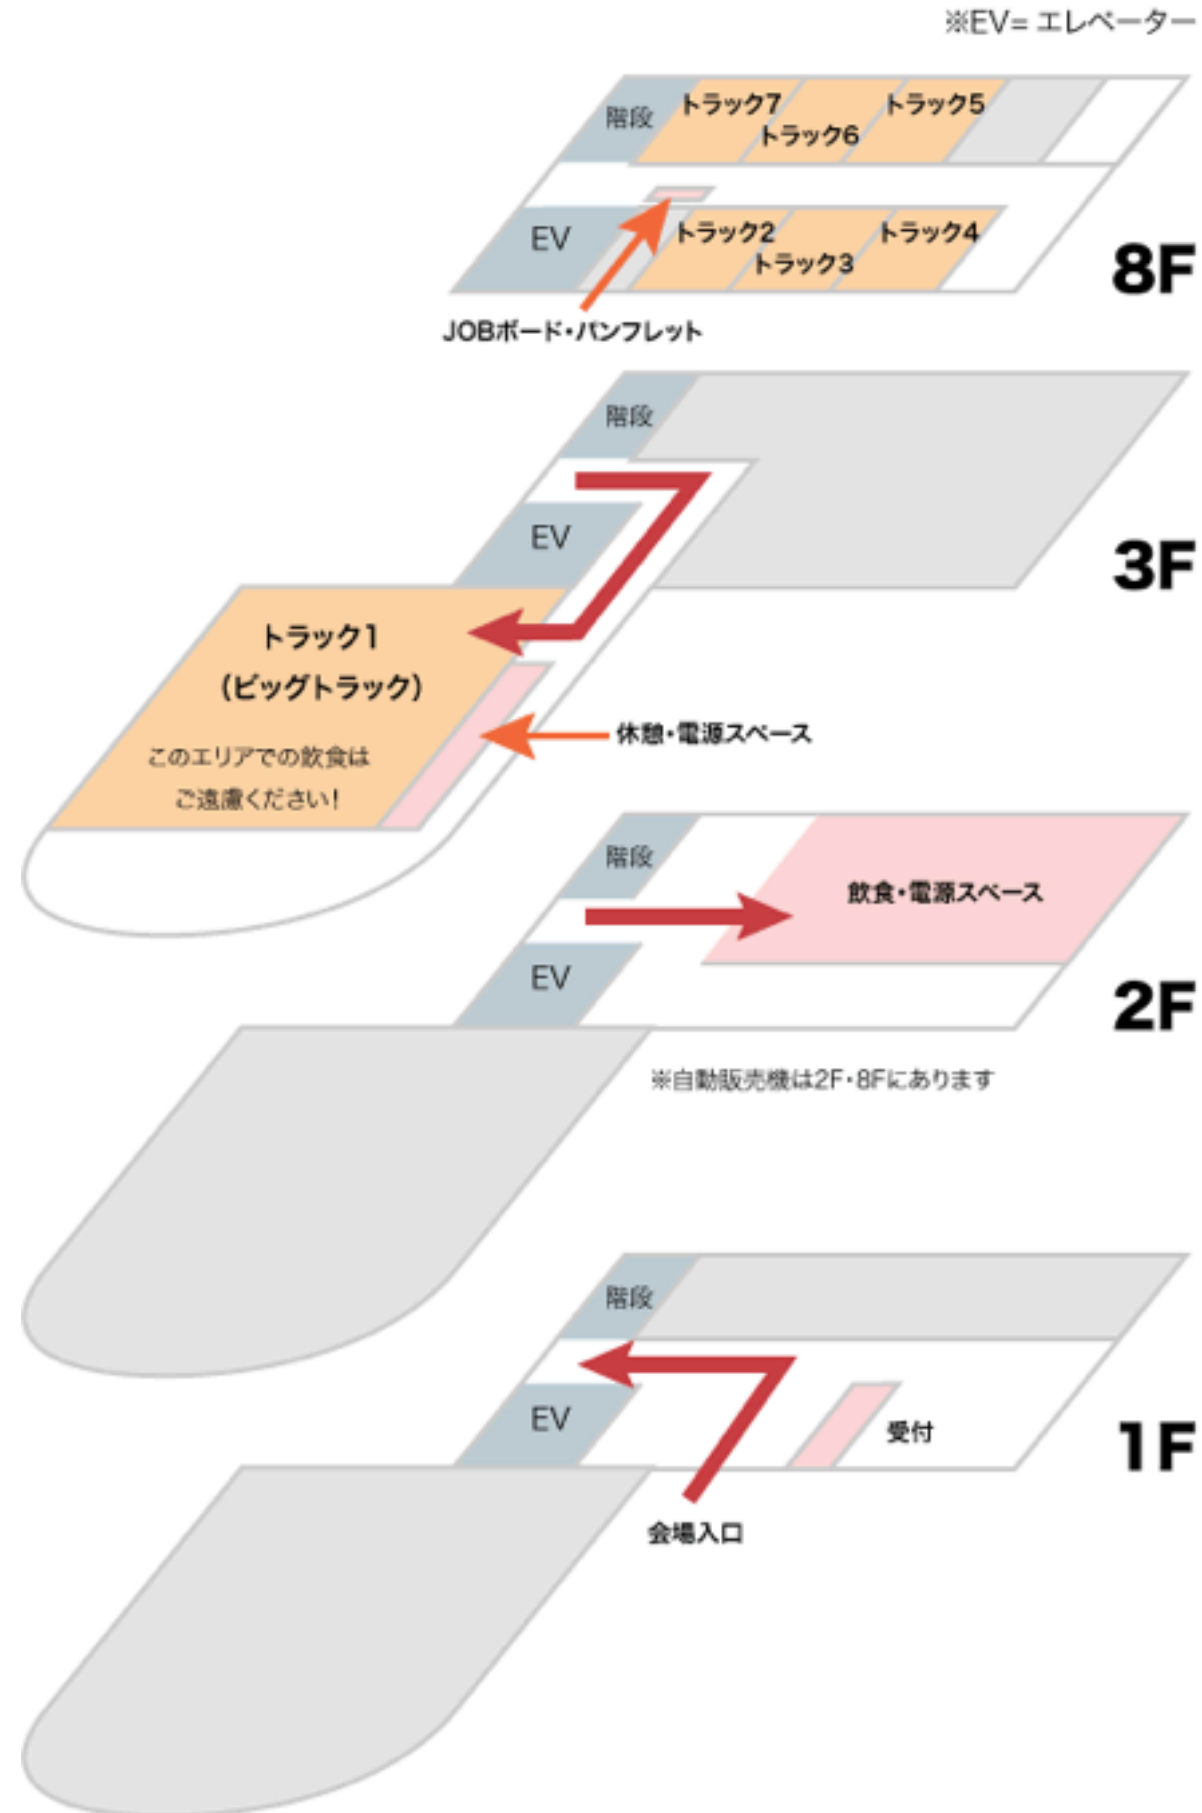 ※EV= エレベーター
階段
トラック7
トラック6
トラック5
EV
トラック2
トラック3
トラック4
8F
JOBボード・パンフレット
階段
EV
3F
トラック1
（ビッグトラック）
このエリアでの飲食は
ご遠慮ください！
休憩・電源スペース
階段
飲食・電源スペース
EV
2F
※自動販売機は2F・8Fにあります
階段
EV
受付
1F
会場入口